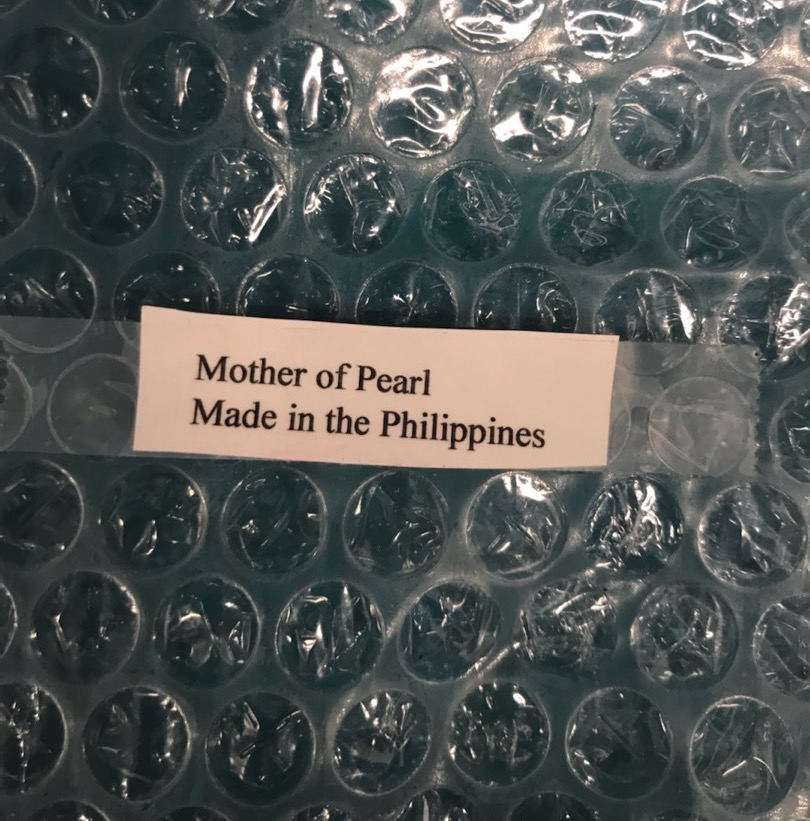 Mother of Pearl
Made in the Philippines